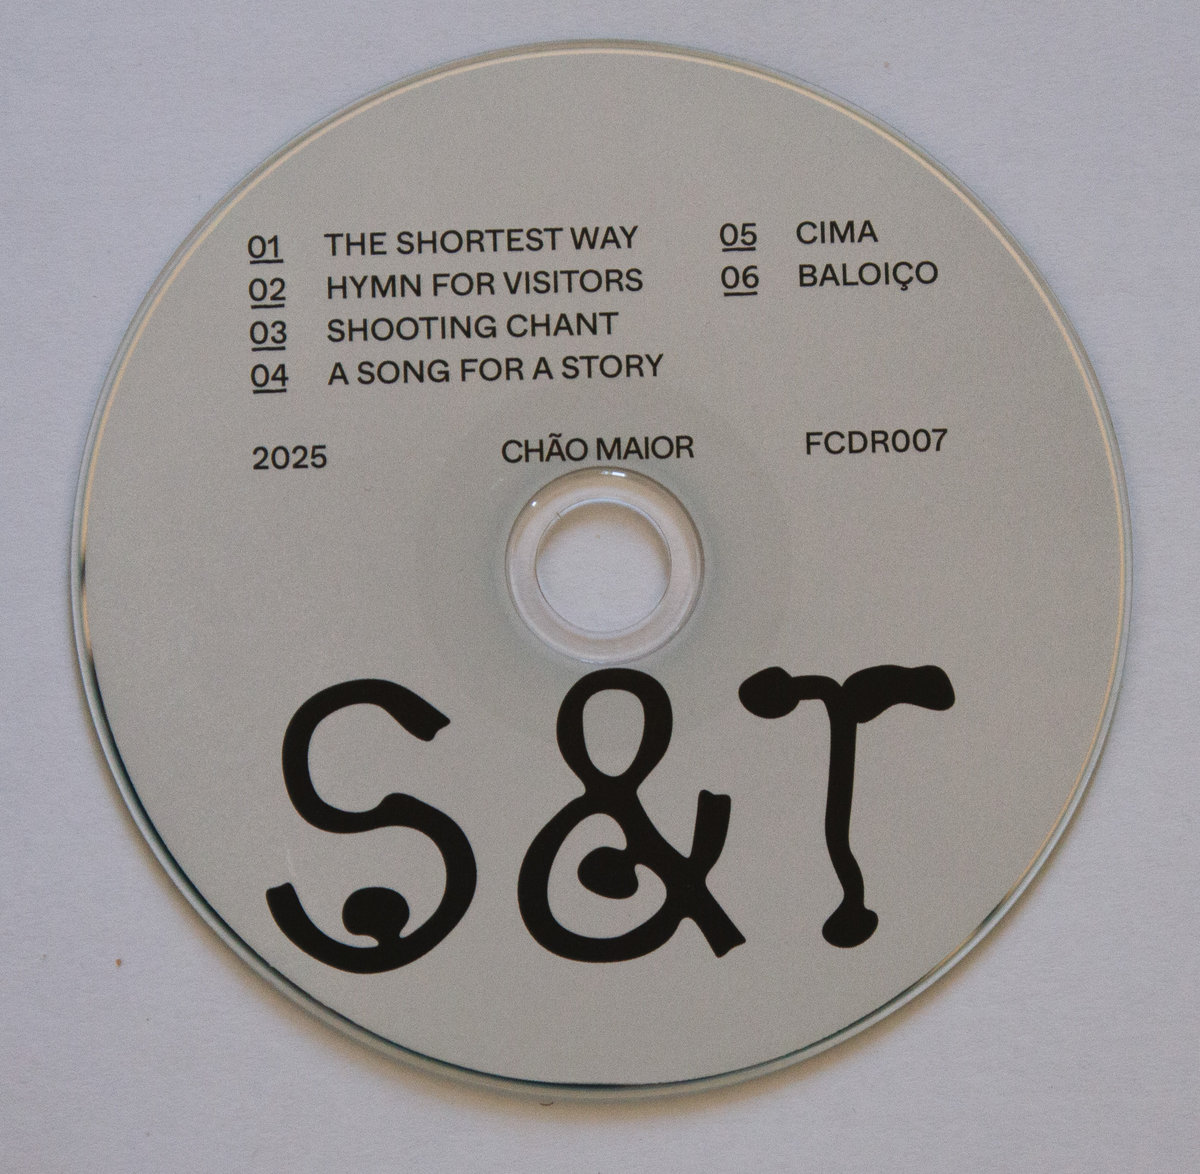 01 THE SHORTEST WAY
02 HYMN FOR VISITORS
03 SHOOTING CHANT
04 A SONG FOR A STORY
05 CIMA
06 BALOIÇO
2025 CHÃO MAIOR FCDR007
S&T